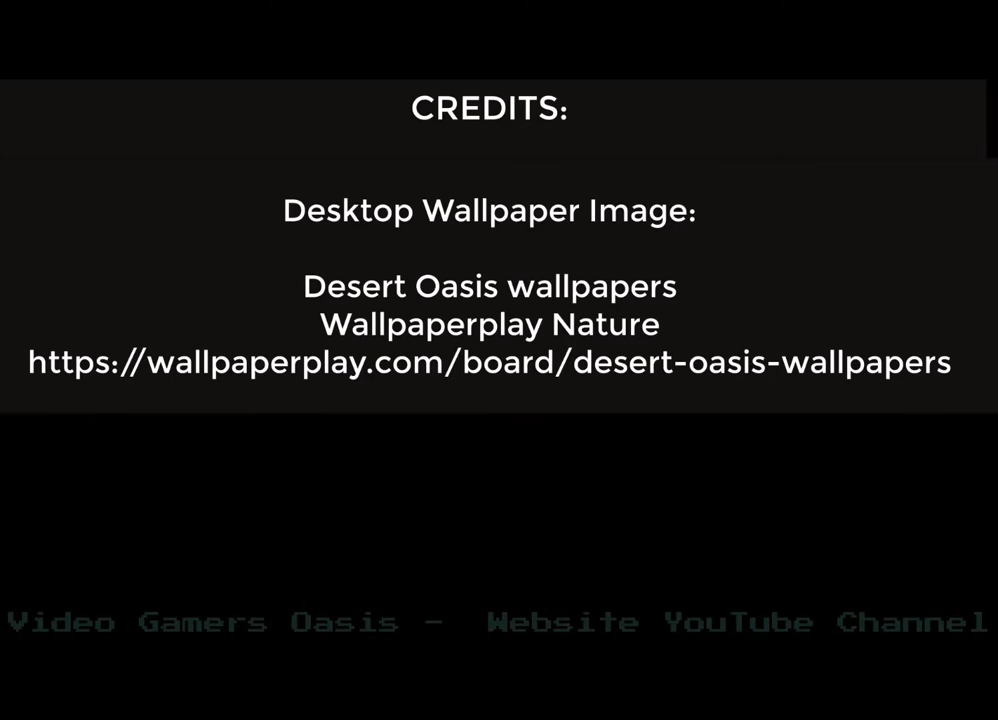 CREDITS:
Desktop Wallpaper Image:
Desert Oasis wallpapers
Wallpaperplay Nature
https://wallpaperplay.com/board/desert-oasis-wallpapers
Video Gamers Oasis - Website YouTube Channel